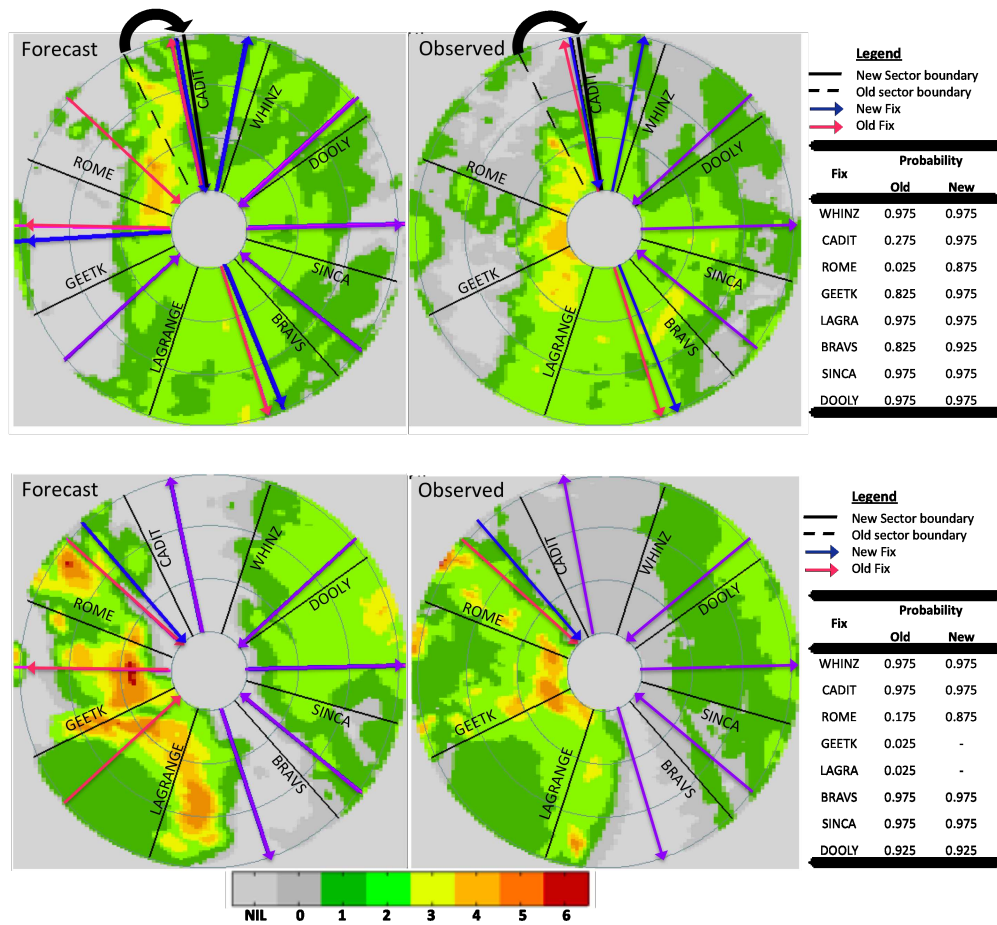 Forecast
CADIT
WHINZ
DOOLY
ROME
GEETK
LAGRANGE
BRAVS
SINCA
Observed
CADIT
WHINZ
DOOLY
ROME
GEETK
LAGRANGE
BRAVS
SINCA
Legend
New Sector boundary
Old sector boundary
New Fix
Old Fix
Fix Probability
Old New
WHINZ 0.975 0.975
CADIT 0.275 0.975
ROME 0.025 0.875
GEETK 0.825 0.975
LAGRA 0.975 0.975
BRAVS 0.825 0.925
SINCA 0.975 0.975
DOOLY 0.975 0.975
Forecast
CADIT
WHINZ
DOOLY
ROME
GEETK
LAGRANGE
BRAVS
SINCA
Observed
CADIT
WHINZ
DOOLY
ROME
GEETK
LAGRANGE
BRAVS
SINCA
Legend
New Sector boundary
Old sector boundary
New Fix
Old Fix
Fix Probability
Old New
WHINZ 0.975 0.975
CADIT 0.975 0.975
ROME 0.175 0.875
GEETK 0.025 -
LAGRA 0.025 -
BRAVS 0.975 0.975
SINCA 0.975 0.975
DOOLY 0.925 0.925
NIL 0 1 2 3 4 5 6